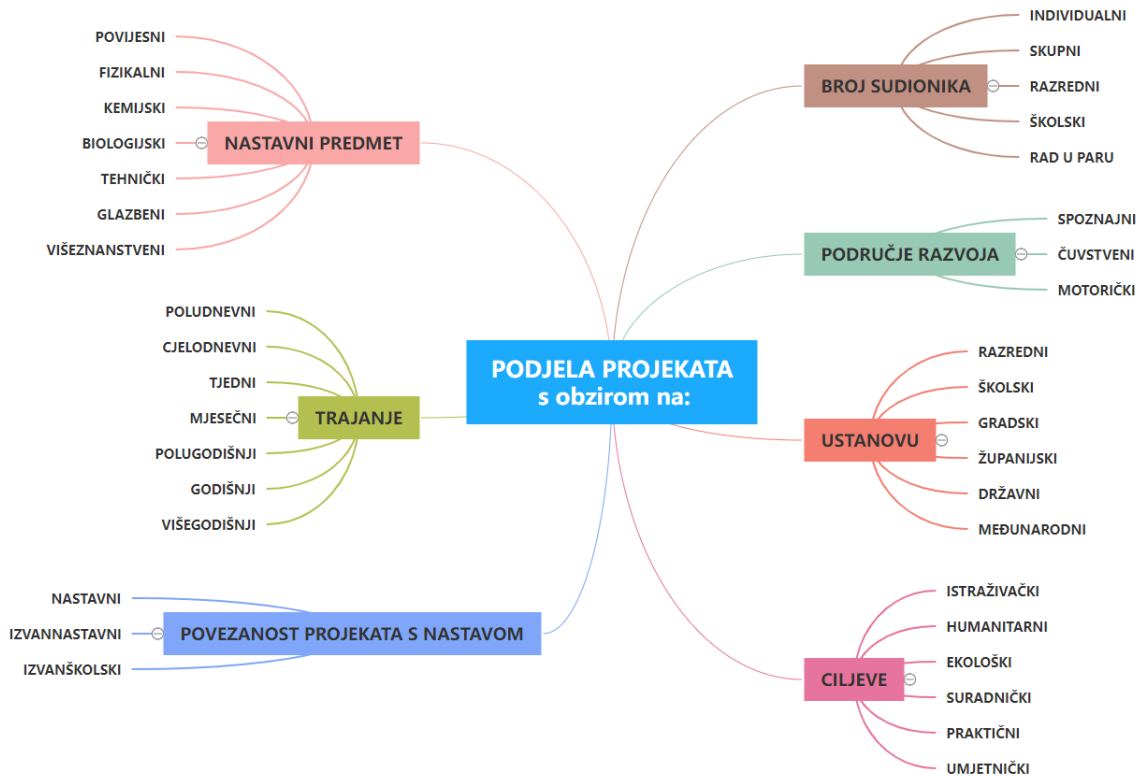 PODJELA PROJEKATA
s obzirom na:
NASTAVNI PREDMET
POVIJESNI
FIZIKALNI
KEMIJSKI
BIOLOGIJSKI
TEHNIČKI
GLAZBENI
VIŠEZNANSTVENI
TRAJANJE
POLUDNEVNI
CJELODNEVNI
TJEDNI
MJESEČNI
POLUGODIŠNJI
GODIŠNJI
VIŠEGODIŠNJI
POVEZANOST PROJEKATA S NASTAVOM
NASTAVNI
IZVANNASTAVNI
IZVANŠKOLSKI
BROJ SUDIONIKA
INDIVIDUALNI
SKUPNI
RAZREDNI
ŠKOLSKI
RAD U PARU
PODRUČJE RAZVOJA
SPOZNAJNI
ČUVSTVENI
MOTORIČKI
USTANOVU
RAZREDNI
ŠKOLSKI
GRADSKI
ŽUPANIJSKI
DRŽAVNI
MEĐUNARODNI
CILJEVE
ISTRAŽIVAČKI
HUMANITARNI
EKOLOŠKI
SURADNIČKI
PRAKTIČNI
UMJETNIČKI